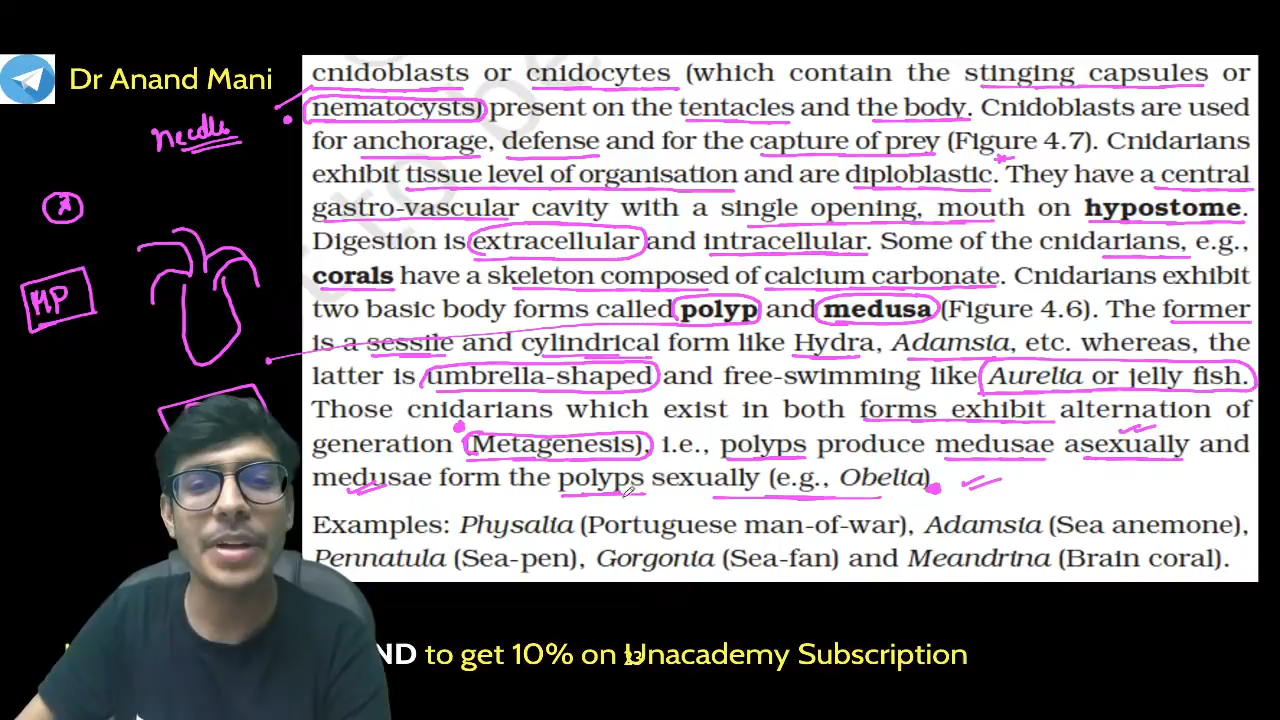 Dr Anand Mani
needle
MP
cnidoblasts or cnidocytes (which contain the stinging capsules or
nematocysts) present on the tentacles and the body. Cnidoblasts are used
for anchorage, defense and for the capture of prey (Figure 4.7). Cnidarians
exhibit tissue level of organisation and are diploblastic. They have a central
gastro-vascular cavity with a single opening, mouth on hypostome.
Digestion is extracellular and intracellular. Some of the cnidarians, e.g.,
corals have a skeleton composed of calcium carbonate. Cnidarians exhibit
two basic body forms called polyp and medusa (Figure 4.6). The former
is a sessile and cylindrical form like Hydra, Adamsia, etc. whereas, the
latter is umbrella-shaped and free-swimming like Aurelia or jelly fish.
Those cnidarians which exist in both forms exhibit alternation of
generation (Metagenesis), i.e., polyps produce medusae asexually and
medusae form the polyps sexually (e.g., Obelia).
Examples: Physalia (Portuguese man-of-war), Adamsia (Sea anemone),
Pennatula (Sea-pen), Gorgonia (Sea-fan) and Meandrina (Brain coral).
ND to get 10% on Unacademy Subscription
23